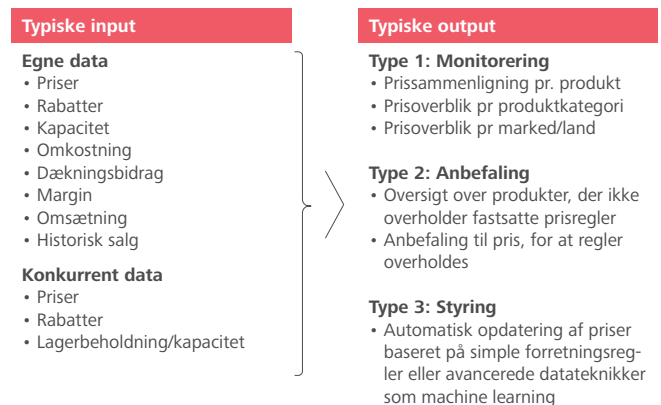 Typiske input
Egne data
• Priser
• Rabatter
• Kapacitet
• Omkostning
• Dækningsbidrag
• Margin
• Omsætning
• Historisk salg
Konkurrent data
• Priser
• Rabatter
• Lagerbeholdning/kapacitet
Typiske output
Type 1: Monitorering
• Prissammenligning pr. produkt
• Prisoverblik pr produktkategori
• Prisoverblik pr marked/land
Type 2: Anbefaling
• Oversigt over produkter, der ikke
overholder fastsatte prisregler
• Anbefaling til pris, for at regler
overholdes
Type 3: Styring
• Automatisk opdatering af priser
baseret på simple forretningsreg-
ler eller avancerede datateknikker
som machine learning